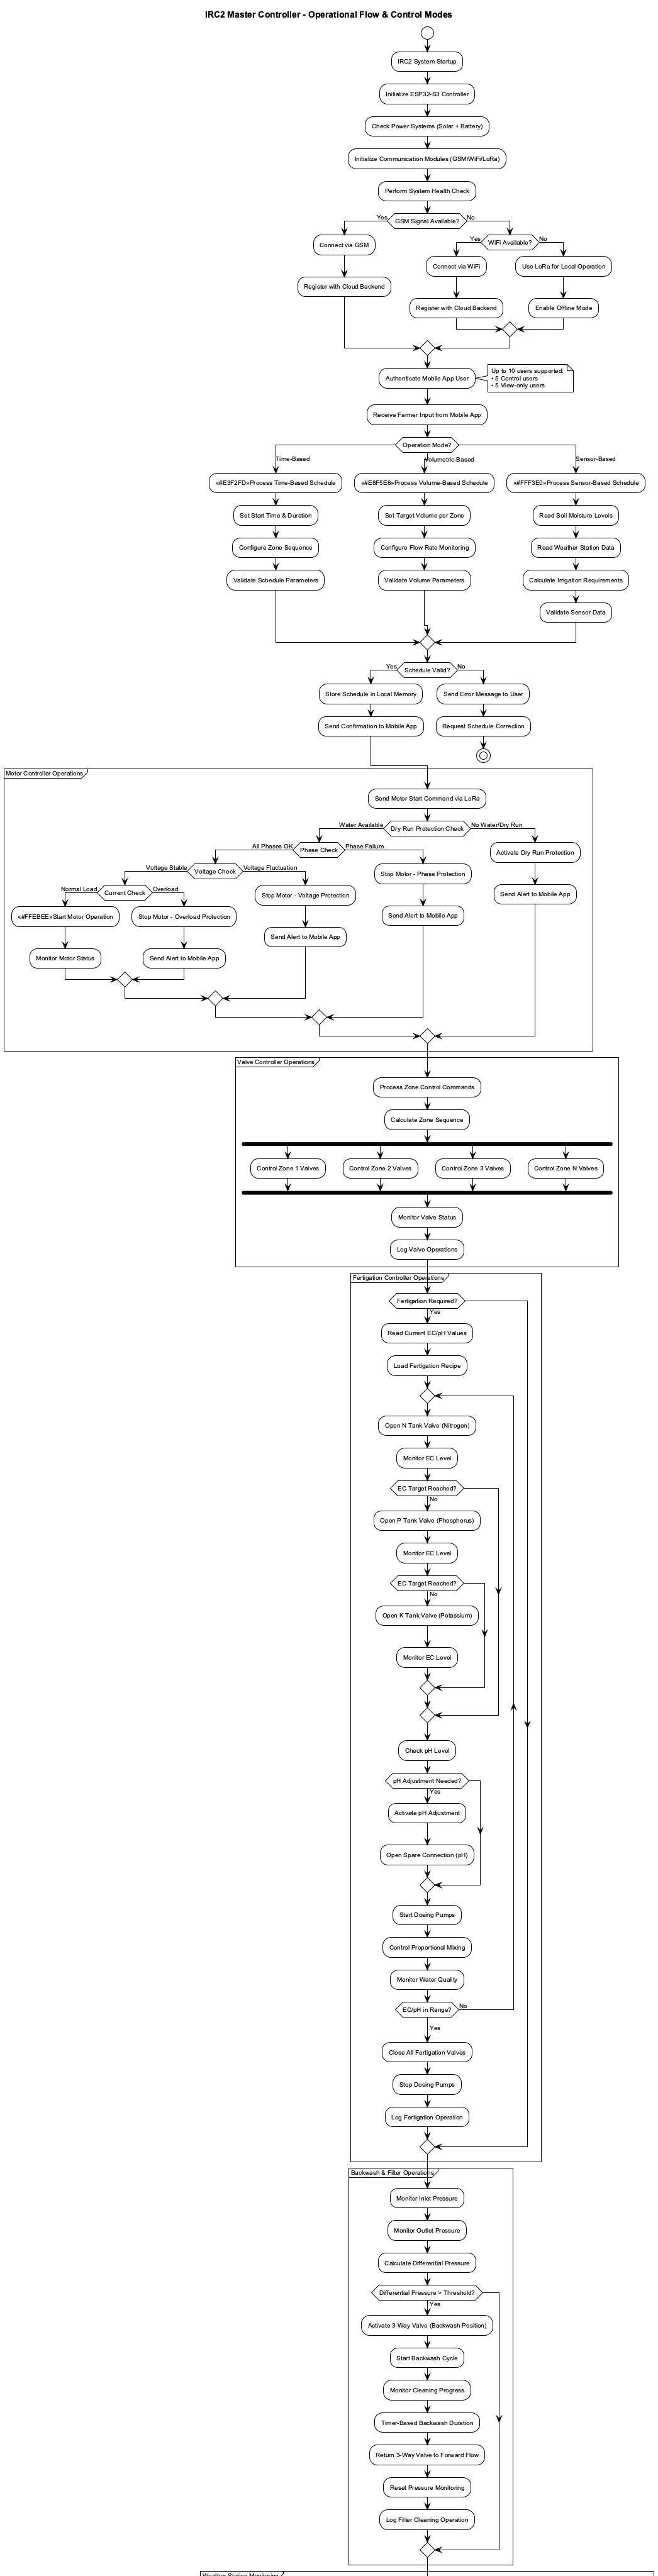 IRC2 Master Controller - Operational Flow & Control Modes
IRC2 System Startup
Initialize ESP32-S3 Controller
Check Power Systems (Solar + Battery)
Initialize Communication Modules (GSM/WiFi/LoRa)
Perform System Health Check
Yes
GSM Signal Available?
No
Connect via GSM
Register with Cloud Backend
Yes
WiFi Available?
No
Connect via WiFi
Register with Cloud Backend
Use LoRa for Local Operation
Enable Offline Mode
Authenticate Mobile App User
Up to 10 users supported:
• 5 Control users
• 5 View-only users
Receive Farmer Input from Mobile App
Operation Mode?
Time-Based
Volumetric-Based
Sensor-Based
«#E3F2FD»Process Time-Based Schedule
Set Start Time & Duration
Configure Zone Sequence
Validate Schedule Parameters
«#E8F5E8»Process Volume-Based Schedule
Set Target Volume per Zone
Configure Flow Rate Monitoring
Validate Volume Parameters
«#FFF3E0»Process Sensor-Based Schedule
Read Soil Moisture Levels
Read Weather Station Data
Calculate Irrigation Requirements
Validate Sensor Data
Yes
Schedule Valid?
No
Store Schedule in Local Memory
Send Confirmation to Mobile App
Send Error Message to User
Request Schedule Correction
Motor Controller Operations
Send Motor Start Command via LoRa
Water Available
Dry Run Protection Check
No Water/Dry Run
All Phases OK
Phase Check
Phase Failure
Voltage Stable
Voltage Check
Voltage Fluctuation
Normal Load
Current Check
Overload
«#FFEBEE»Start Motor Operation
Monitor Motor Status
Stop Motor - Overload Protection
Send Alert to Mobile App
Stop Motor - Voltage Protection
Send Alert to Mobile App
Stop Motor - Phase Protection
Send Alert to Mobile App
Activate Dry Run Protection
Send Alert to Mobile App
Valve Controller Operations
Process Zone Control Commands
Calculate Zone Sequence
Control Zone 1 Valves
Control Zone 2 Valves
Control Zone 3 Valves
Control Zone N Valves
Monitor Valve Status
Log Valve Operations
Fertigation Controller Operations
Fertigation Required?
Yes
Read Current EC/pH Values
Load Fertigation Recipe
Open N Tank Valve (Nitrogen)
Monitor EC Level
EC Target Reached?
No
Open P Tank Valve (Phosphorus)
Monitor EC Level
EC Target Reached?
No
Open K Tank Valve (Potassium)
Monitor EC Level
Check pH Level
pH Adjustment Needed?
Yes
Activate pH Adjustment
Open Spare Connection (pH)
Start Dosing Pumps
Control Proportional Mixing
Monitor Water Quality
EC/pH in Range?
No
Yes
Close All Fertigation Valves
Stop Dosing Pumps
Log Fertigation Operation
Backwash & Filter Operations
Monitor Inlet Pressure
Monitor Outlet Pressure
Calculate Differential Pressure
Differential Pressure > Threshold?
Yes
Activate 3-Way Valve (Backwash Position)
Start Backwash Cycle
Monitor Cleaning Progress
Timer-Based Backwash Duration
Return 3-Way Valve to Forward Flow
Reset Pressure Monitoring
Log Filter Cleaning Operation